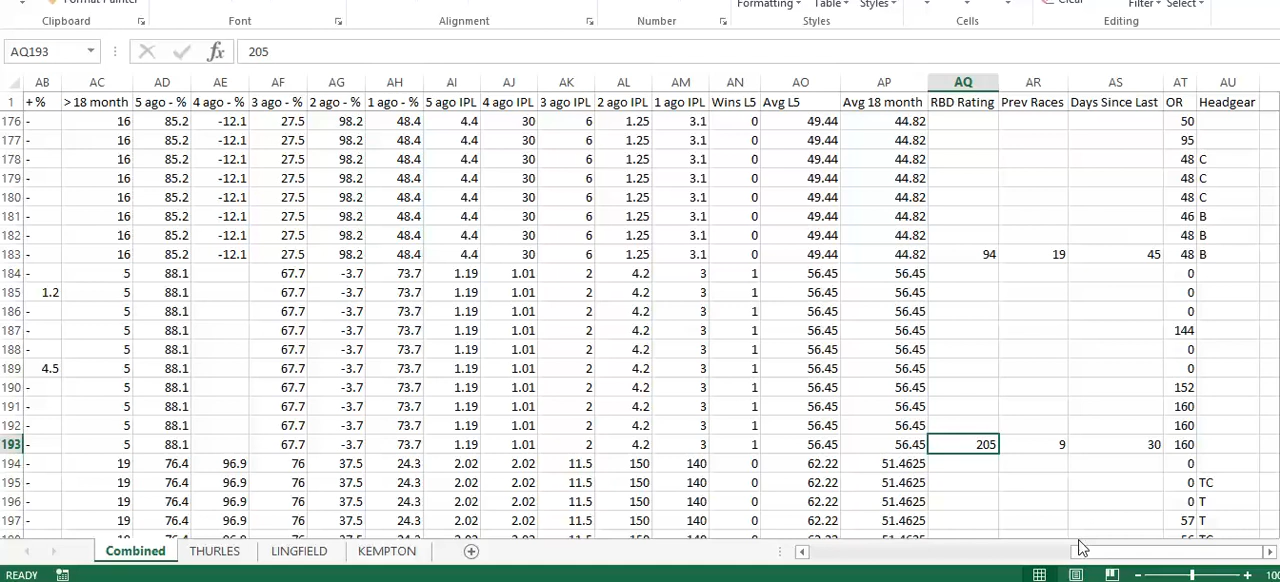 Format Painter Formatting Table Styles Clear Filter Select
Clipboard Font Alignment Number Styles Cells Editing
AQ193 fx 205
AB AC AD AE AF AG AH AI AJ AK AL AM AN AO AP AQ AR AS AT AU
1 + % > 18 month 5 ago - % 4 ago - % 3 ago - % 2 ago - % 1 ago - % 5 ago IPL 4 ago IPL 3 ago IPL 2 ago IPL 1 ago IPL Wins L5 Avg L5 Avg 18 month RBD Rating Prev Races Days Since Last OR Headgear
176 - 16 85.2 -12.1 27.5 98.2 48.4 4.4 30 6 1.25 3.1 0 49.44 44.82 50
177 - 16 85.2 -12.1 27.5 98.2 48.4 4.4 30 6 1.25 3.1 0 49.44 44.82 95
178 - 16 85.2 -12.1 27.5 98.2 48.4 4.4 30 6 1.25 3.1 0 49.44 44.82 48 C
179 - 16 85.2 -12.1 27.5 98.2 48.4 4.4 30 6 1.25 3.1 0 49.44 44.82 48 C
180 - 16 85.2 -12.1 27.5 98.2 48.4 4.4 30 6 1.25 3.1 0 49.44 44.82 48 C
181 - 16 85.2 -12.1 27.5 98.2 48.4 4.4 30 6 1.25 3.1 0 49.44 44.82 46 B
182 - 16 85.2 -12.1 27.5 98.2 48.4 4.4 30 6 1.25 3.1 0 49.44 44.82 48 B
183 - 16 85.2 -12.1 27.5 98.2 48.4 4.4 30 6 1.25 3.1 0 49.44 44.82 94 19 45 48 B
184 - 5 88.1 67.7 -3.7 73.7 1.19 1.01 2 4.2 3 1 56.45 56.45 0
185 1.2 5 88.1 67.7 -3.7 73.7 1.19 1.01 2 4.2 3 1 56.45 56.45 0
186 - 5 88.1 67.7 -3.7 73.7 1.19 1.01 2 4.2 3 1 56.45 56.45 0
187 - 5 88.1 67.7 -3.7 73.7 1.19 1.01 2 4.2 3 1 56.45 56.45 144
188 - 5 88.1 67.7 -3.7 73.7 1.19 1.01 2 4.2 3 1 56.45 56.45 0
189 4.5 5 88.1 67.7 -3.7 73.7 1.19 1.01 2 4.2 3 1 56.45 56.45 0
190 - 5 88.1 67.7 -3.7 73.7 1.19 1.01 2 4.2 3 1 56.45 56.45 152
191 - 5 88.1 67.7 -3.7 73.7 1.19 1.01 2 4.2 3 1 56.45 56.45 160
192 - 5 88.1 67.7 -3.7 73.7 1.19 1.01 2 4.2 3 1 56.45 56.45 160
193 - 5 88.1 67.7 -3.7 73.7 1.19 1.01 2 4.2 3 1 56.45 56.45 205 9 30 160
194 - 19 76.4 96.9 76 37.5 24.3 2.02 2.02 11.5 150 140 0 62.22 51.4625 0
195 - 19 76.4 96.9 76 37.5 24.3 2.02 2.02 11.5 150 140 0 62.22 51.4625 0 TC
196 - 19 76.4 96.9 76 37.5 24.3 2.02 2.02 11.5 150 140 0 62.22 51.4625 0 T
197 - 19 76.4 96.9 76 37.5 24.3 2.02 2.02 11.5 150 140 0 62.22 51.4625 57 T
Combined THURLES LINGFIELD KEMPTON
READY 100